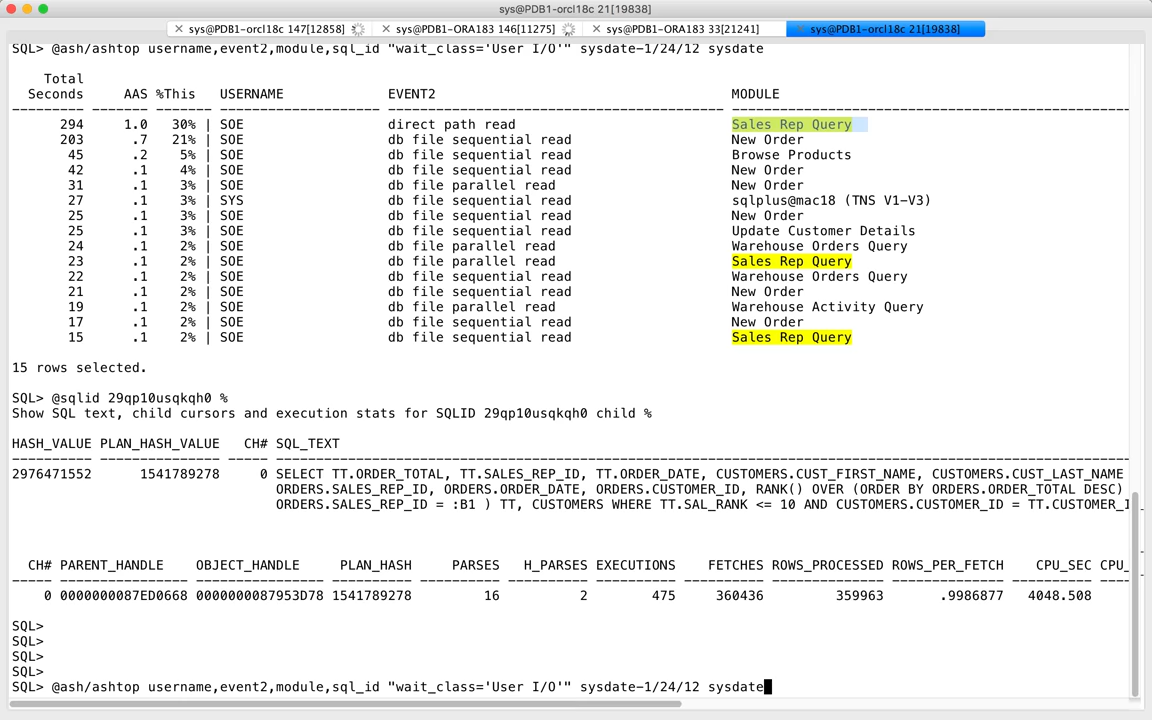 sys@PDB1-orcl18c 21[19838]
sys@PDB1-orcl18c 147[12858] sys@PDB1-ORA183 146[11275] sys@PDB1-ORA183 33[21241] sys@PDB1-orcl18c 21[19838]
SQL> @ash/ashtop username,event2,module,sql_id "wait_class='User I/O'" sysdate-1/24/12 sysdate
Total
Seconds AAS %This USERNAME EVENT2 MODULE
--------- ------- ------- -------------------- ------------------------------------------ --------------------------------------------------
294 1.0 30% | SOE direct path read Sales Rep Query
203 .7 21% | SOE db file sequential read New Order
45 .2 5% | SOE db file sequential read Browse Products
42 .1 4% | SOE db file sequential read New Order
31 .1 3% | SOE db file parallel read New Order
27 .1 3% | SYS db file sequential read sqlplus@mac18 (TNS V1-V3)
25 .1 3% | SOE db file sequential read New Order
25 .1 3% | SOE db file sequential read Update Customer Details
24 .1 2% | SOE db file parallel read Warehouse Orders Query
23 .1 2% | SOE db file parallel read Sales Rep Query
22 .1 2% | SOE db file sequential read Warehouse Orders Query
21 .1 2% | SOE db file sequential read New Order
19 .1 2% | SOE db file parallel read Warehouse Activity Query
17 .1 2% | SOE db file sequential read New Order
15 .1 2% | SOE db file sequential read Sales Rep Query
15 rows selected.
SQL> @sqlid 29qp10usqkqh0 %
Show SQL text, child cursors and execution stats for SQLID 29qp10usqkqh0 child %
HASH_VALUE PLAN_HASH_VALUE CH# SQL_TEXT
---------- --------------- ----- ----------------------------------------------------------------------------------------------------------
2976471552 1541789278 0 SELECT TT.ORDER_TOTAL, TT.SALES_REP_ID, TT.ORDER_DATE, CUSTOMERS.CUST_FIRST_NAME, CUSTOMERS.CUST_LAST_NAME
ORDERS.SALES_REP_ID, ORDERS.ORDER_DATE, ORDERS.CUSTOMER_ID, RANK() OVER (ORDER BY ORDERS.ORDER_TOTAL DESC)
ORDERS.SALES_REP_ID = :B1 ) TT, CUSTOMERS WHERE TT.SAL_RANK <= 10 AND CUSTOMERS.CUSTOMER_ID = TT.CUSTOMER_I
CH# PARENT_HANDLE OBJECT_HANDLE PLAN_HASH PARSES H_PARSES EXECUTIONS FETCHES ROWS_PROCESSED ROWS_PER_FETCH CPU_SEC CPU_
----- ---------------- ---------------- ---------- ---------- ---------- ---------- ---------- -------------- -------------- ---------- ----
0 0000000087ED0668 0000000087953D78 1541789278 16 2 475 360436 359963 .9986877 4048.508
SQL>
SQL>
SQL>
SQL>
SQL> @ash/ashtop username,event2,module,sql_id "wait_class='User I/O'" sysdate-1/24/12 sysdate